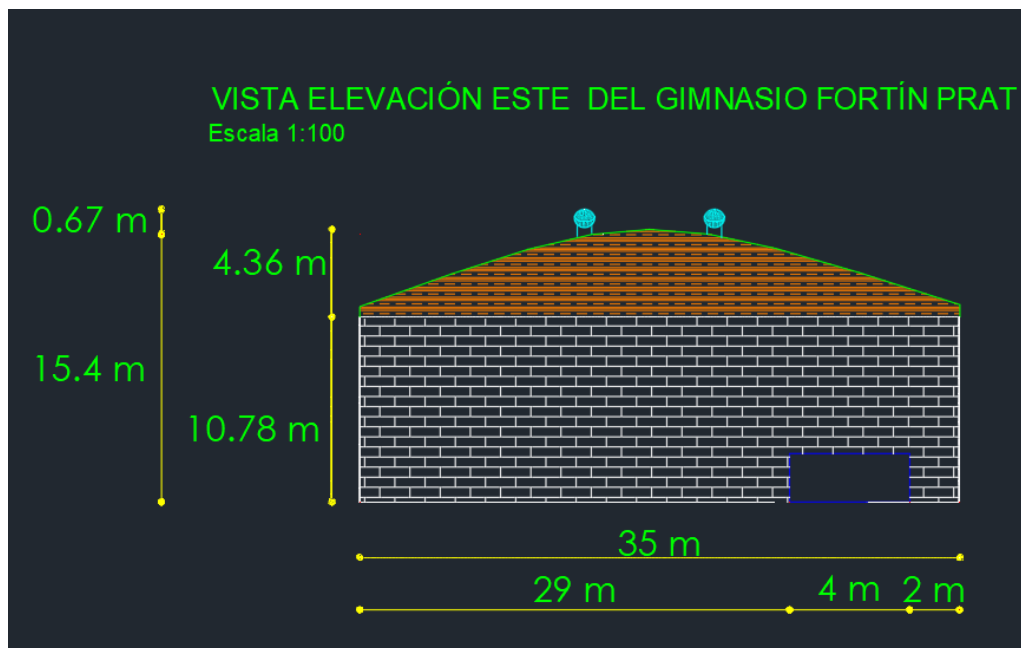 VISTA ELEVACIÓN ESTE DEL GIMNASIO FORTÍN PRAT
Escala 1:100
0.67 m
4.36 m
15.4 m
10.78 m
35 m
29 m
4 m
2 m